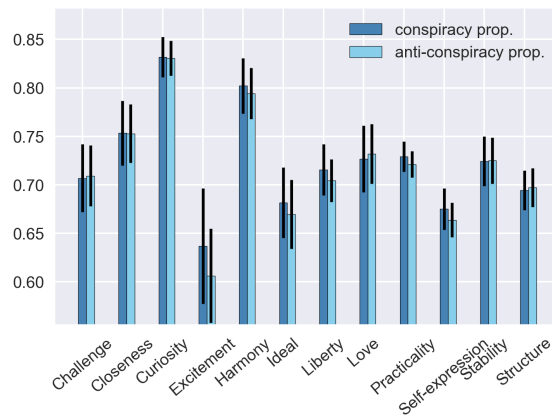 conspiracy prop.
anti-conspiracy prop.
0.85
0.80
0.75
0.70
0.65
0.60
Challenge
Closeness
Curiosity
Excitement
Harmony
Ideal
Liberty
Love
Practicality
Self-expression
Stability
Structure